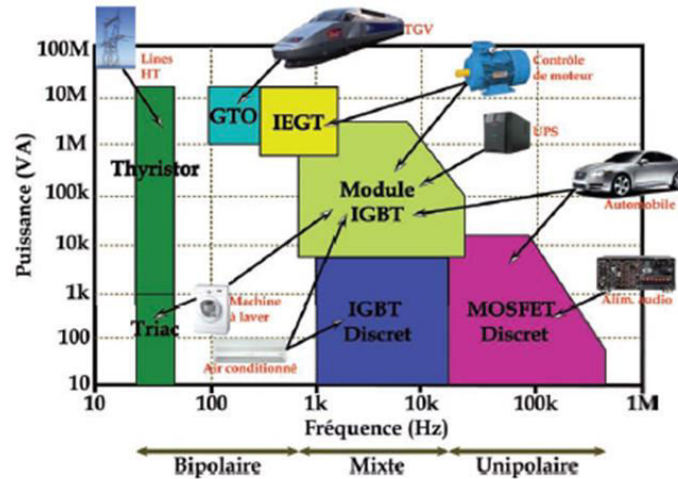 TGV
Lines
HT
Contrôle
de moteur
UPS
Automobile
Alim. audio
Machine
à laver
Air conditionné
GTO
IEGT
Thyristor
Triac
Module
IGBT
IGBT
Discret
MOSFET
Discret
Puissance (VA)
100M
10M
1M
100k
10k
1k
100
10
10
100
1k
10k
100k
1M
Fréquence (Hz)
Bipolaire
Mixte
Unipolaire